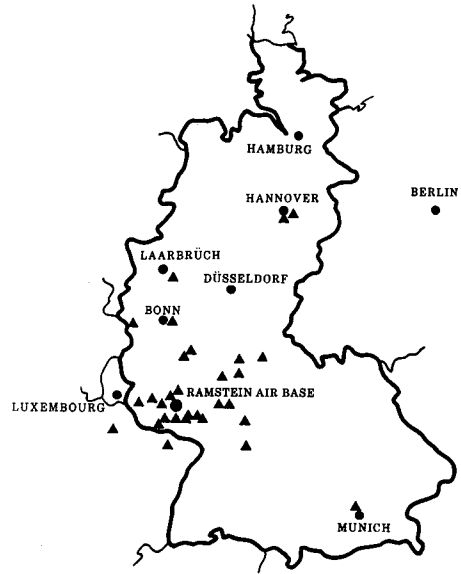 HAMBURG
HANNOVER
BERLIN
LAARBRÜCH
DÜSSELDORF
BONN
RAMSTEIN AIR BASE
LUXEMBOURG
MUNICH